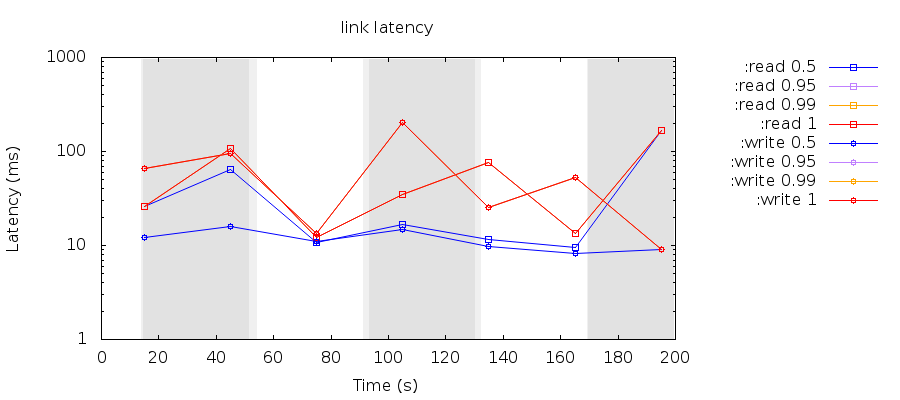 link latency
Latency (ms)
1000
100
10
1
0 20 40 60 80 100 120 140 160 180 200
Time (s)
:read 0.5
:read 0.95
:read 0.99
:read 1
:write 0.5
:write 0.95
:write 0.99
:write 1